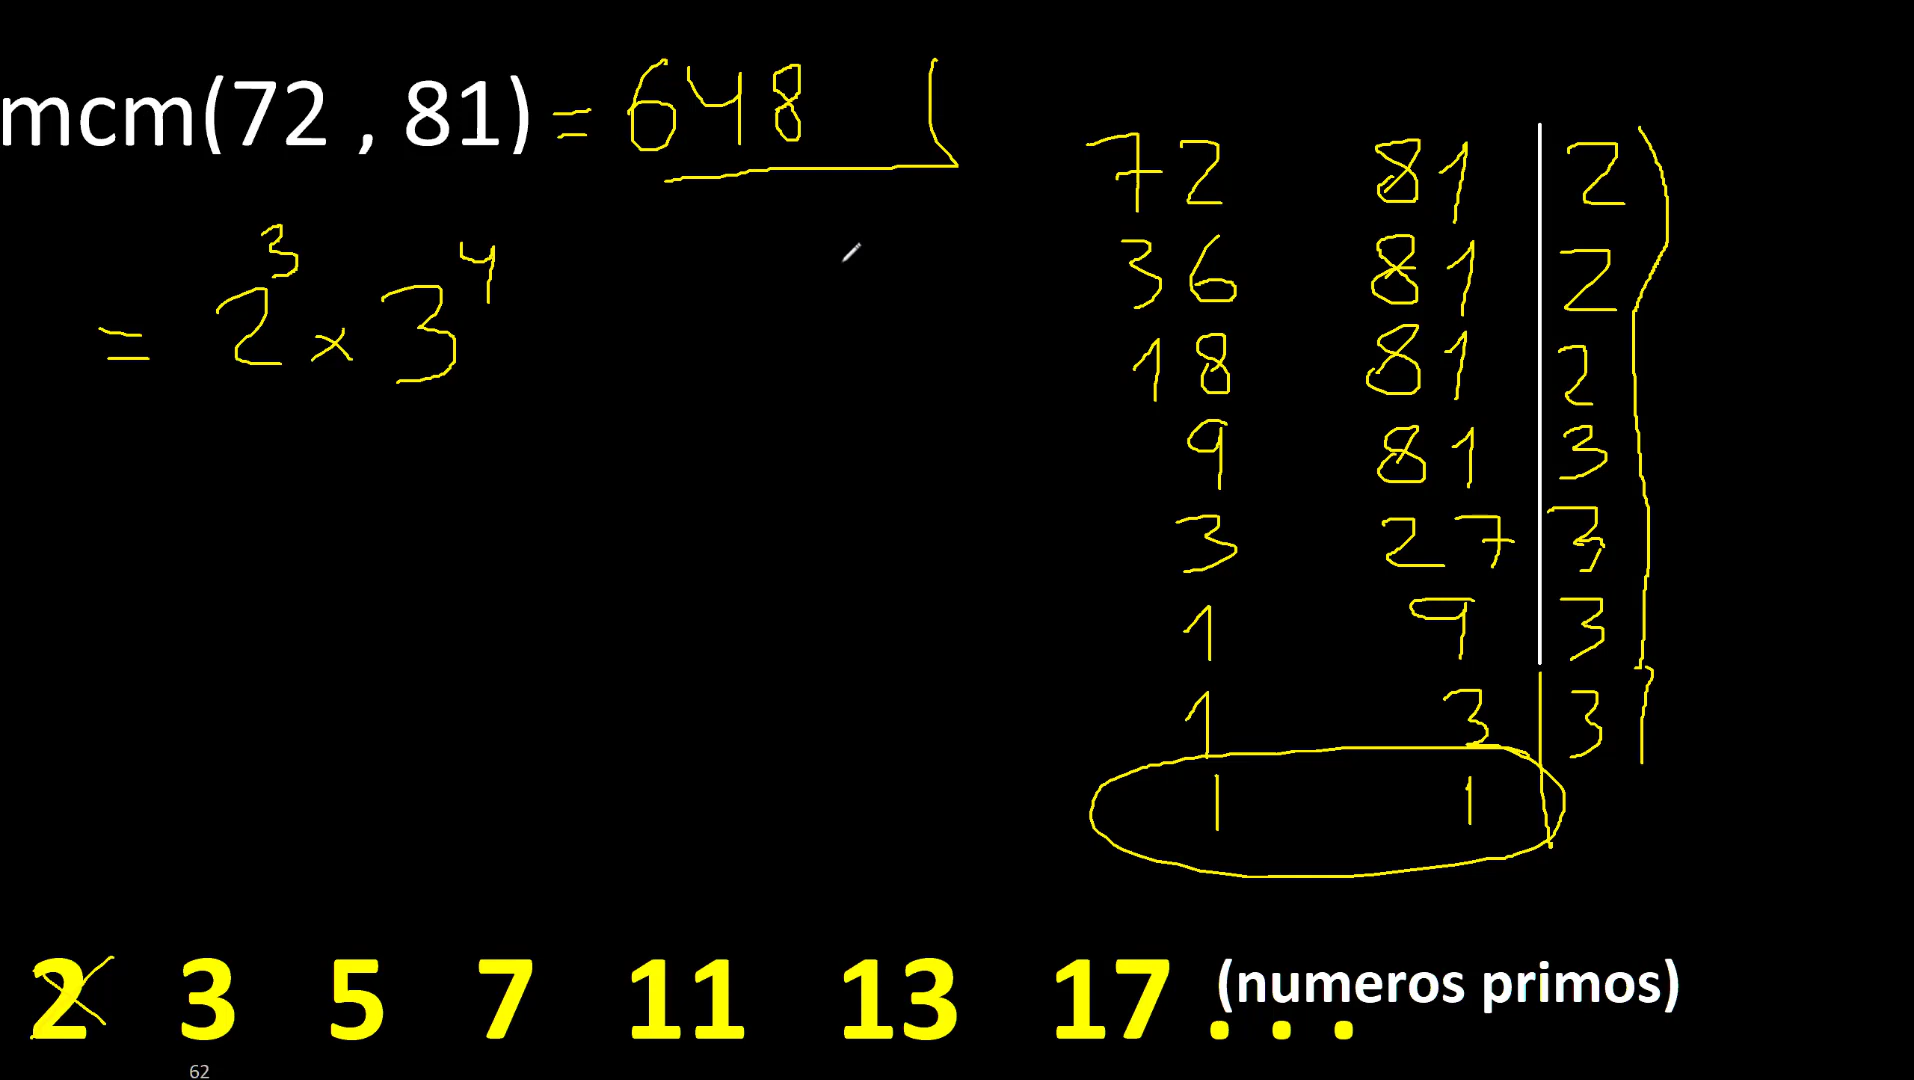 mcm(72 , 81) = 648
= 2³ × 3⁴
72 81 2
36 81 2
18 81 2
9 81 3
3 27 3
1 9 3
1 3 3
1 1
2 3 5 7 11 13 17 . . . (numeros primos)
62